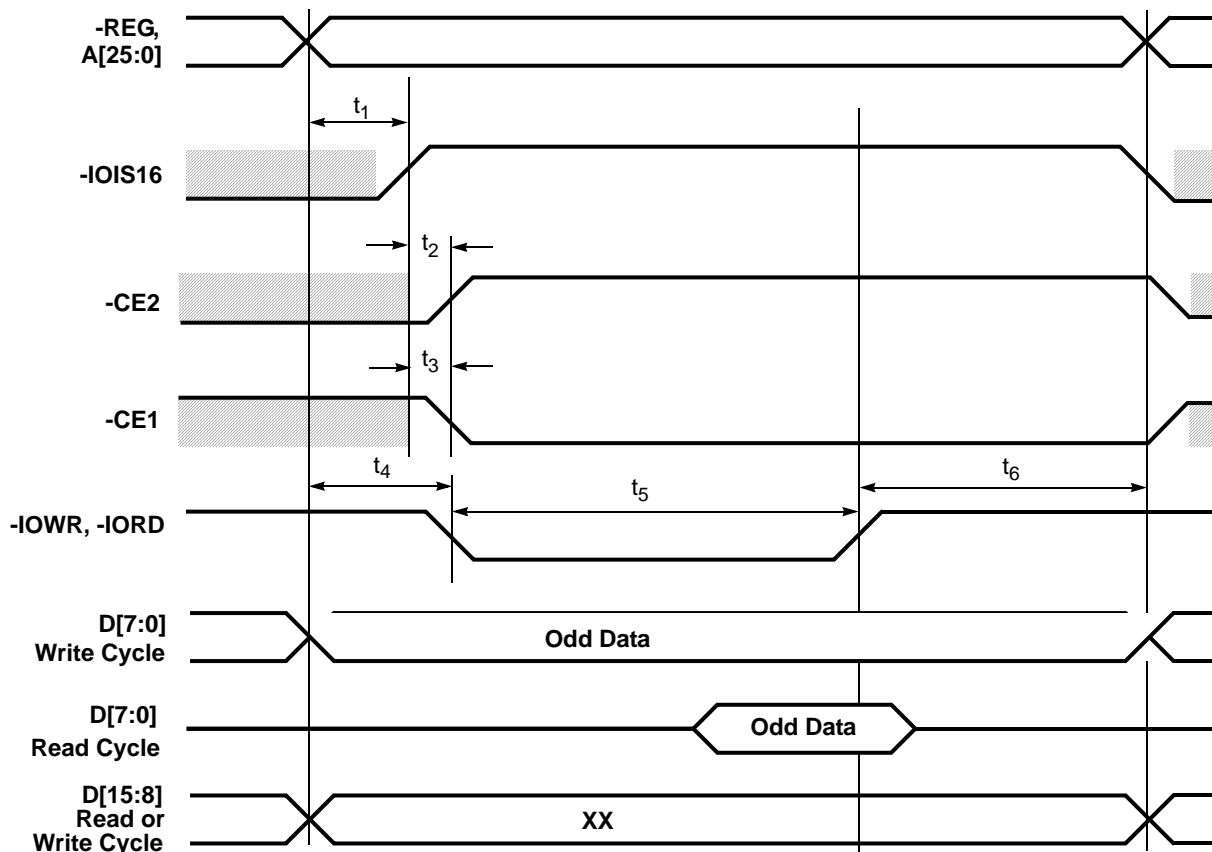 -REG,
A[25:0]
t1
-IOIS16
t2
-CE2
t3
-CE1
t4
t5
t6
-IOWR, -IORD
D[7:0]
Write Cycle
Odd Data
D[7:0]
Read Cycle
Odd Data
D[15:8]
Read or
Write Cycle
XX